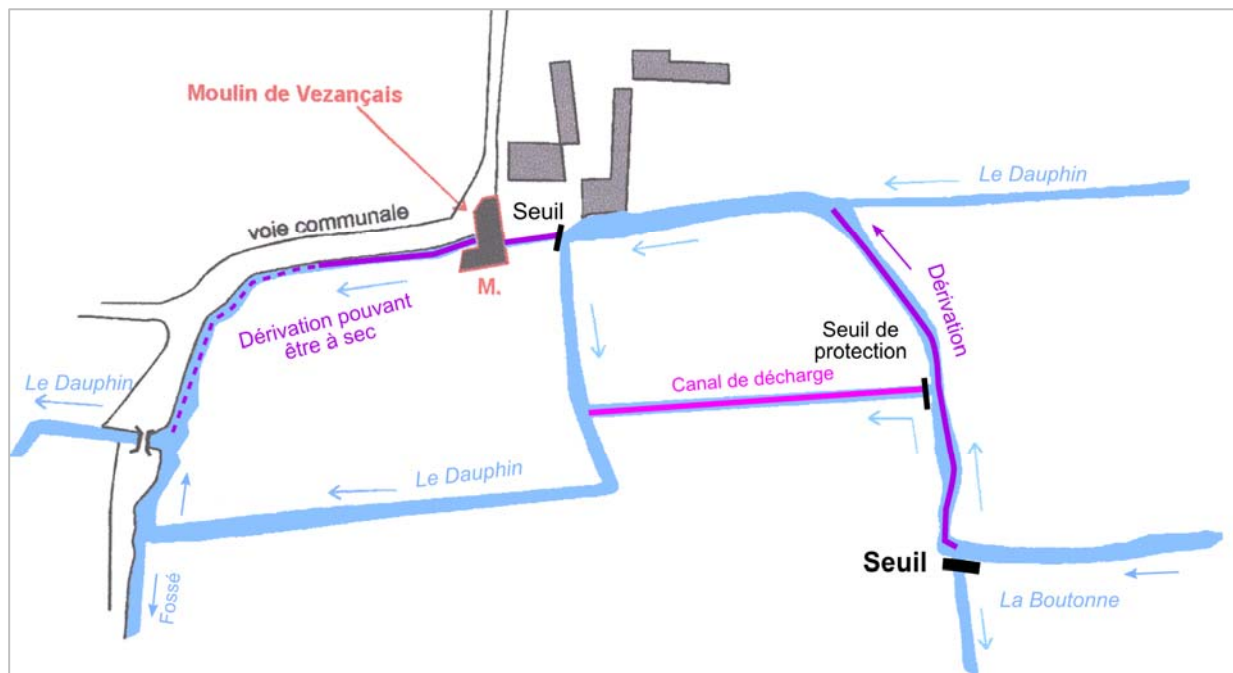 Moulin de Vezançais
Le Dauphin
Seuil
voie communale
M.
Dérivation
Dérivation pouvant
être à sec
Seuil de
protection
Le Dauphin
Canal de décharge
Le Dauphin
Seuil
Fossé
La Boutonne